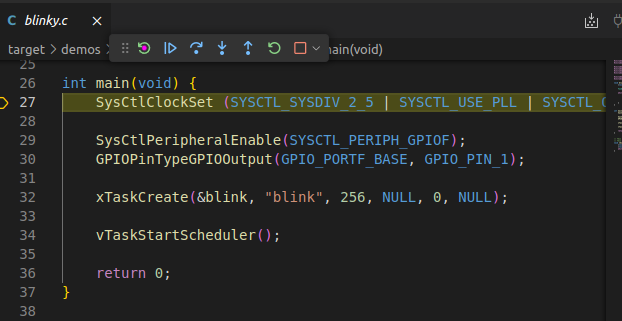 C blinky.c
target > demos
main(void)
25
26 int main(void) {
27 SysCtlClockSet (SYSCTL_SYSDIV_2_5 | SYSCTL_USE_PLL | SYSCTL_
28
29 SysCtlPeripheralEnable(SYSCTL_PERIPH_GPIOF);
30 GPIOPinTypeGPIOOutput(GPIO_PORTF_BASE, GPIO_PIN_1);
31
32 xTaskCreate(&blink, "blink", 256, NULL, 0, NULL);
33
34 vTaskStartScheduler();
35
36 return 0;
37 }
38